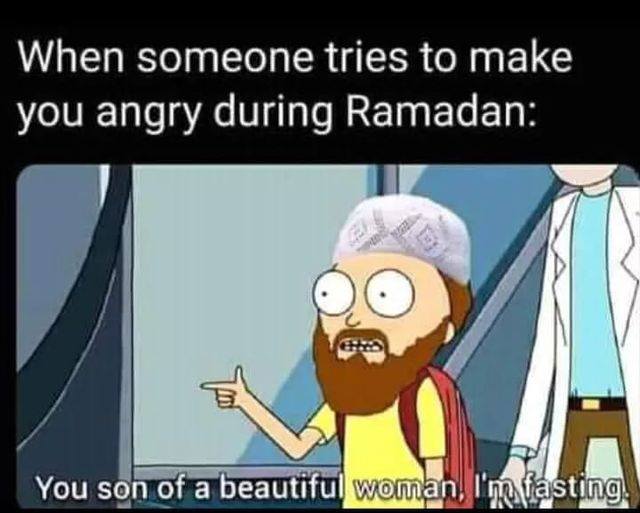 When someone tries to make
you angry during Ramadan:
You son of a beautiful woman, I'm fasting.